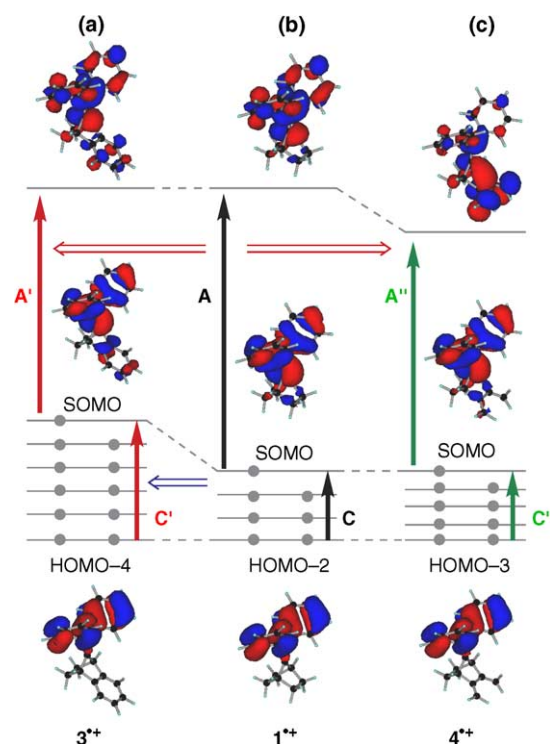 (a) (b) (c)
A' A A''
SOMO SOMO SOMO
C' C C'
HOMO–4 HOMO–2 HOMO–3
3•+ 1•+ 4•+